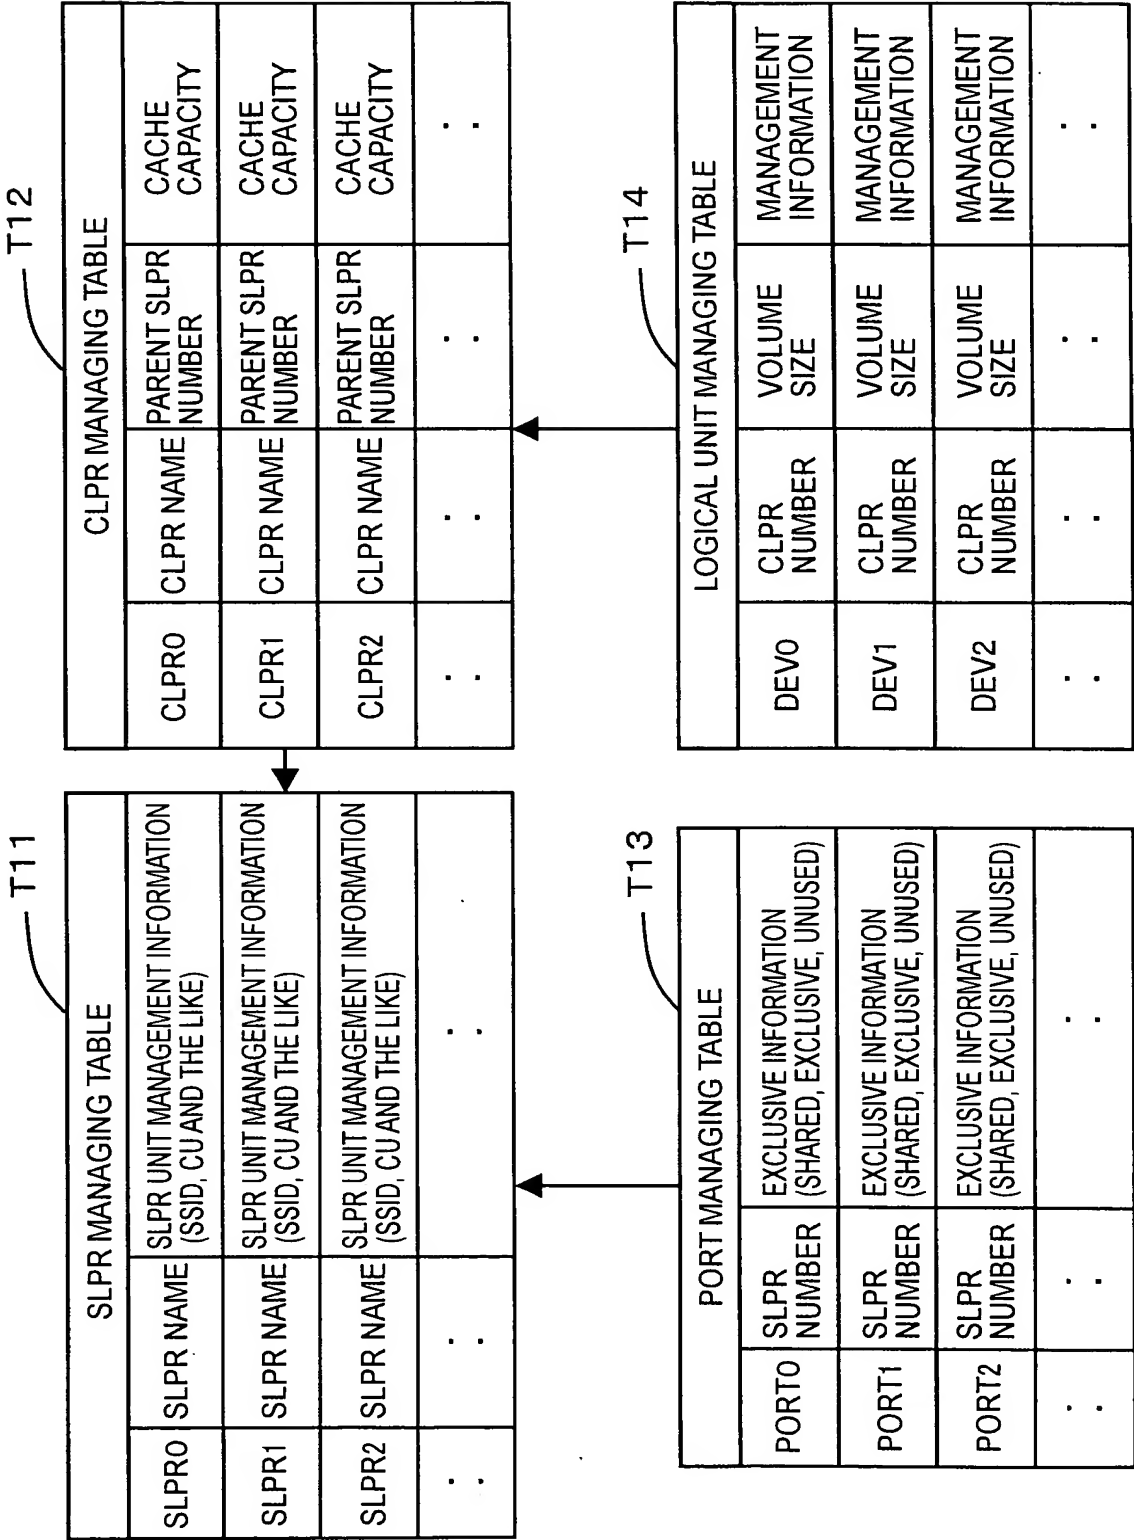 T11
SLPR MANAGING TABLE
SLPR0 SLPR NAME SLPR UNIT MANAGEMENT INFORMATION
(SSID, CU AND THE LIKE)
SLPR1 SLPR NAME SLPR UNIT MANAGEMENT INFORMATION
(SSID, CU AND THE LIKE)
SLPR2 SLPR NAME SLPR UNIT MANAGEMENT INFORMATION
(SSID, CU AND THE LIKE)
: : :
T12
CLPR MANAGING TABLE
CLPR0 CLPR NAME PARENT SLPR CACHE
NUMBER CAPACITY
CLPR1 CLPR NAME PARENT SLPR CACHE
NUMBER CAPACITY
CLPR2 CLPR NAME PARENT SLPR CACHE
NUMBER CAPACITY
: : : :
T13
PORT MANAGING TABLE
PORT0 SLPR EXCLUSIVE INFORMATION
NUMBER (SHARED, EXCLUSIVE, UNUSED)
PORT1 SLPR EXCLUSIVE INFORMATION
NUMBER (SHARED, EXCLUSIVE, UNUSED)
PORT2 SLPR EXCLUSIVE INFORMATION
NUMBER (SHARED, EXCLUSIVE, UNUSED)
: : :
T14
LOGICAL UNIT MANAGING TABLE
DEV0 CLPR VOLUME MANAGEMENT
NUMBER SIZE INFORMATION
DEV1 CLPR VOLUME MANAGEMENT
NUMBER SIZE INFORMATION
DEV2 CLPR VOLUME MANAGEMENT
NUMBER SIZE INFORMATION
: : : :